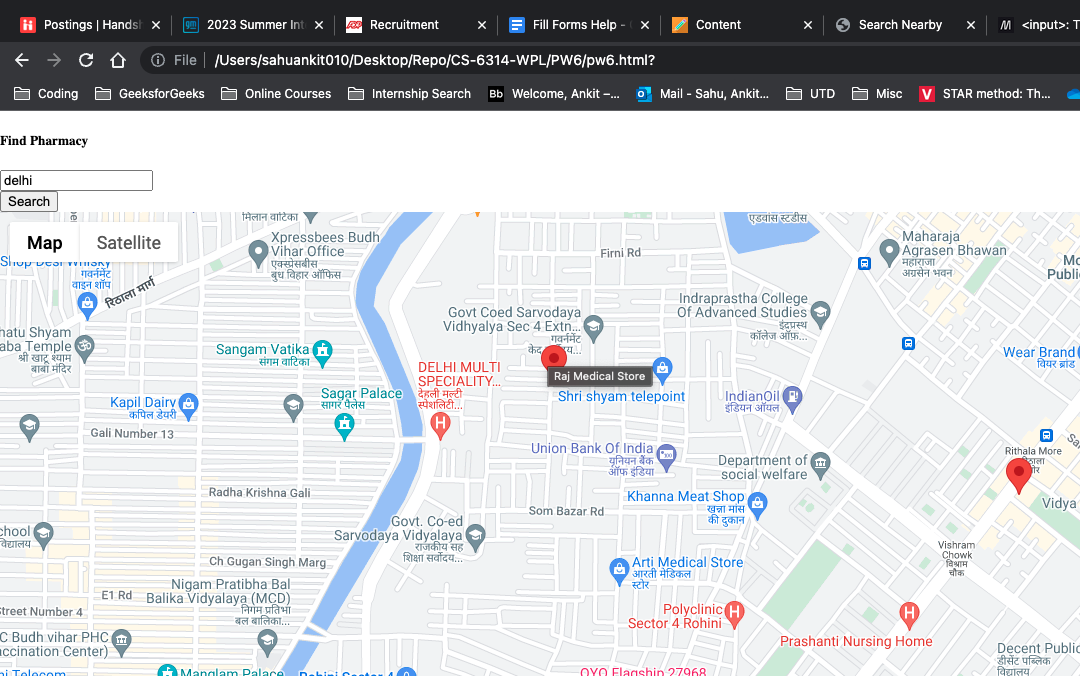 Postings | Handsh
2023 Summer Int
Recruitment
Fill Forms Help -
Content
Search Nearby
<input>: T
File
/Users/sahuankit010/Desktop/Repo/CS-6314-WPL/PW6/pw6.html?
Coding
GeeksforGeeks
Online Courses
Internship Search
Bb
Welcome, Ankit –...
Mail - Sahu, Ankit...
UTD
Misc
STAR method: Th...
Find Pharmacy
delhi
Search
Map
Satellite
मिलान वाटिका
एडवांस स्टडीस
Xpressbees Budh
Vihar Office
एक्स्प्रेसबीस
बुध विहार ऑफिस
Firni Rd
Maharaja
Agrasen Bhawan
महाराजा
अग्रसेन भवन
Mo
Public
Shop Desi Whisky
गवर्नमेंट
वाइन शॉप
रिठाला मार्ग
Indraprastha College
Of Advanced Studies
इंद्रप्रस्थ
कॉलेज ऑफ़...
Govt Coed Sarvodaya
Vidhyalya Sec 4 Extn...
गवर्नमेंट
hatu Shyam
aba Temple
श्री खाटू श्याम
बाबा मंदिर
Sangam Vatika
संगम वाटिका
Wear Brand
वियर ब्रांड
DELHI MULTI
SPECIALITY...
देहली मल्टी
स्पेशलिटी...
Raj Medical Store
Shri shyam telepoint
Sagar Palace
सागर पैलेस
Kapil Dairy
कपिल डेयरी
IndianOil
इंडियन ऑयल
Gali Number 13
Union Bank Of India
यूनियन बैंक
ऑफ इंडिया
Department of
social welfare
Rithala More
Radha Krishna Gali
Khanna Meat Shop
खन्ना मांस
की दुकान
Vidya
Som Bazar Rd
Govt. Co-ed
Sarvodaya Vidyalaya
राजकीय सह
शिक्षा सर्वोदय...
chool
विद्यालय
Vishram
Chowk
विश्राम
चौक
Ch Gugan Singh Marg
Arti Medical Store
आरती मेडिकल
स्टोर
Nigam Pratibha Bal
Balika Vidyalaya (MCD)
निगम प्रतिभा
बल बालिका...
E1 Rd
Street Number 4
Polyclinic
Sector 4 Rohini
Prashanti Nursing Home
C Budh vihar PHC
accination Center)
Decent Public
डीसेंट पब्लिक
विद्यालय
Manglam Palace
Rohini Sector 4
OYO Flagship 27968
ni Telecom